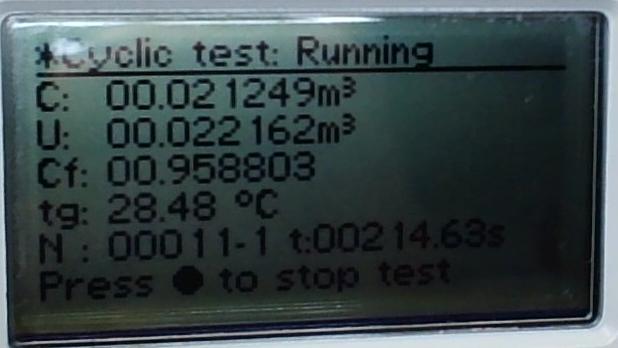 *Cyclic test: Running
C: 00.021249m³
U: 00.022162m³
Cf: 00.958803
tg: 28.48 °C
N : 00011-1 t:00214.63s
Press ● to stop test